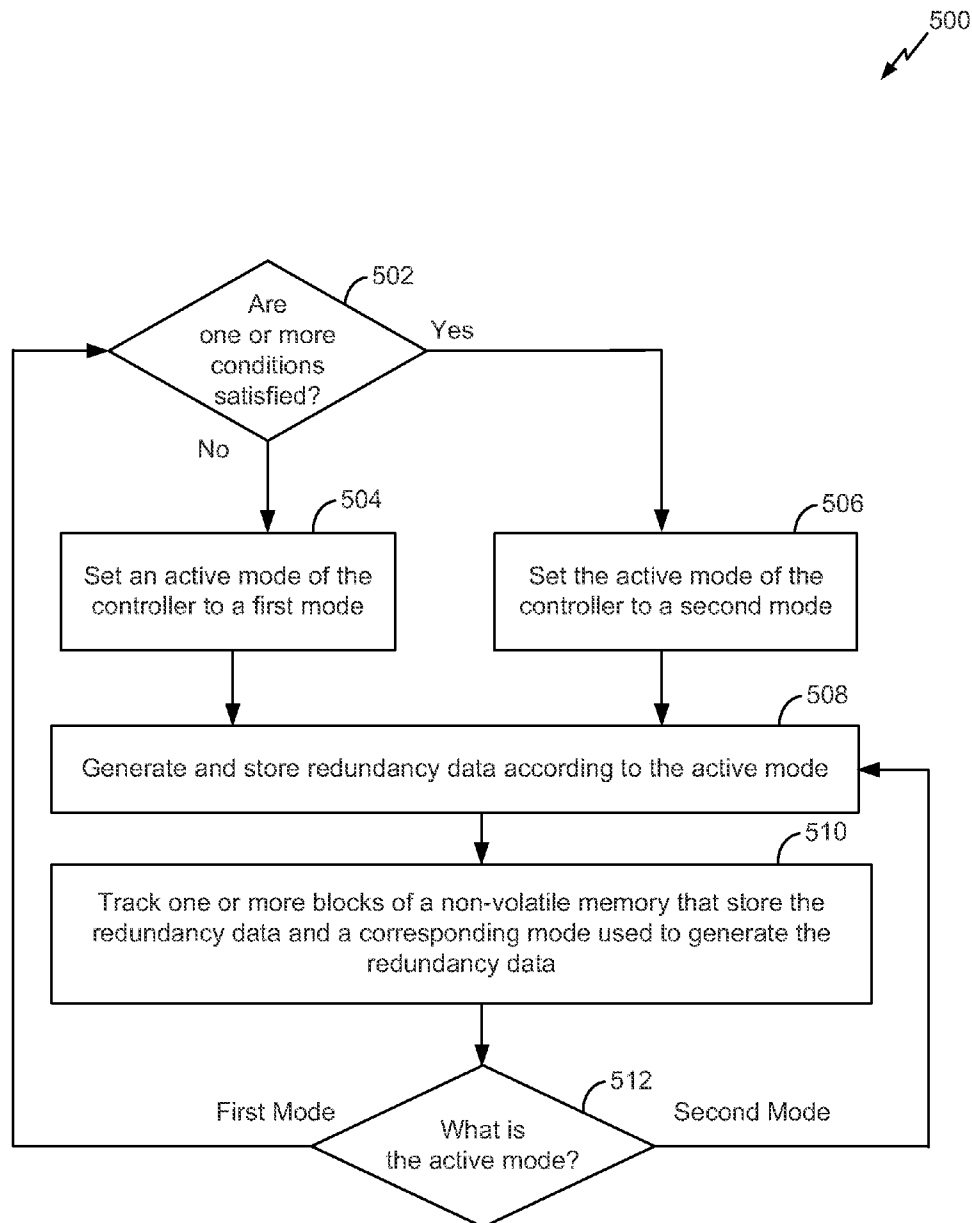 500
502
Are
one or more
conditions
satisfied?
Yes
No
504
506
Set an active mode of the
controller to a first mode
Set the active mode of the
controller to a second mode
508
Generate and store redundancy data according to the active mode
510
Track one or more blocks of a non-volatile memory that store the
redundancy data and a corresponding mode used to generate the
redundancy data
512
First Mode
Second Mode
What is
the active mode?